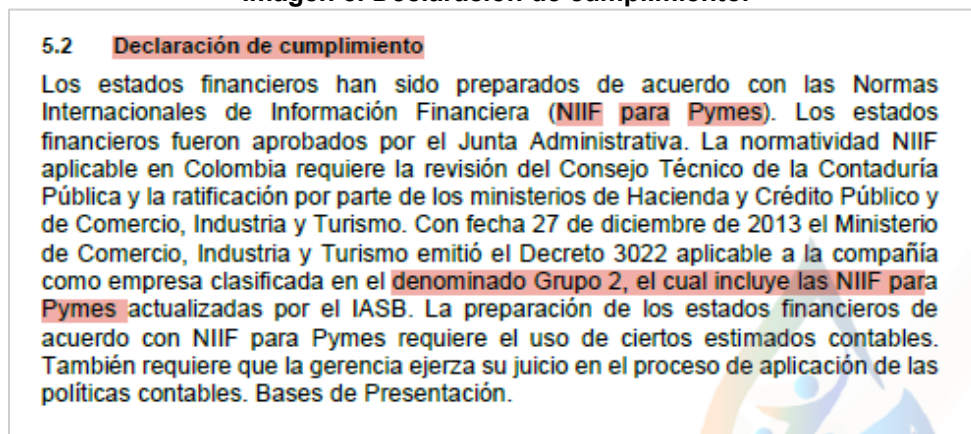 5.2 Declaración de cumplimiento
Los estados financieros han sido preparados de acuerdo con las Normas
Internacionales de Información Financiera (NIIF para Pymes). Los estados
financieros fueron aprobados por el Junta Administrativa. La normatividad NIIF
aplicable en Colombia requiere la revisión del Consejo Técnico de la Contaduría
Pública y la ratificación por parte de los ministerios de Hacienda y Crédito Público y
de Comercio, Industria y Turismo. Con fecha 27 de diciembre de 2013 el Ministerio
de Comercio, Industria y Turismo emitió el Decreto 3022 aplicable a la compañía
como empresa clasificada en el denominado Grupo 2, el cual incluye las NIIF para
Pymes actualizadas por el IASB. La preparación de los estados financieros de
acuerdo con NIIF para Pymes requiere el uso de ciertos estimados contables.
También requiere que la gerencia ejerza su juicio en el proceso de aplicación de las
políticas contables. Bases de Presentación.